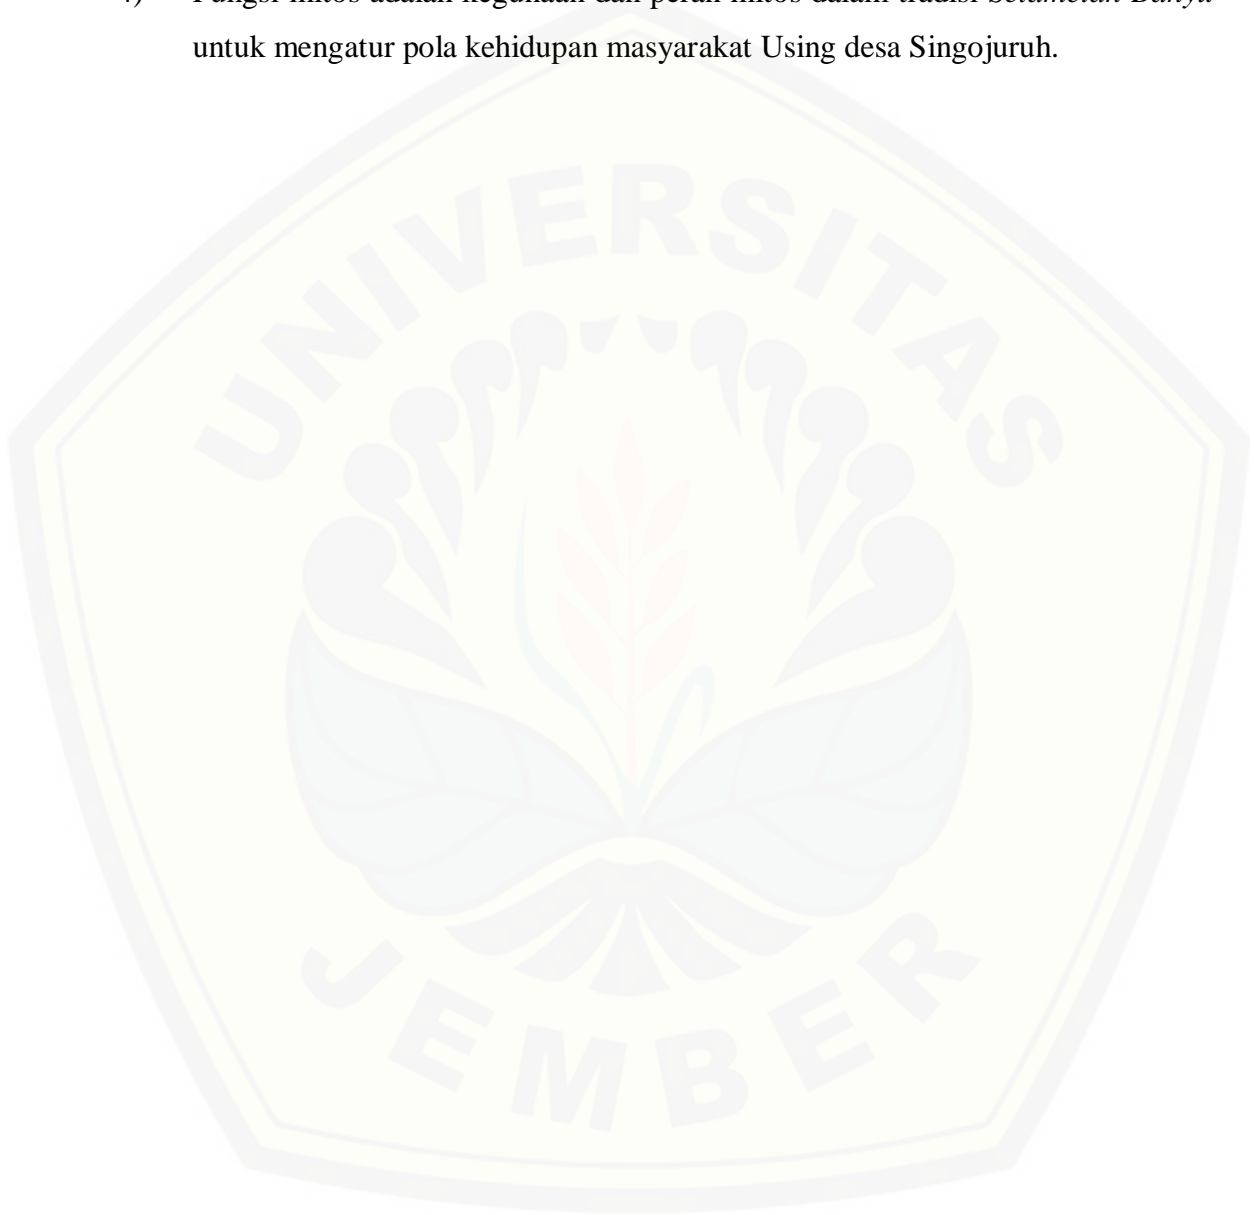 4) Fungsi mitos adalah kegunaan dan peran mitos dalam tradisi Selametan Banyu
untuk mengatur pola kehidupan masyarakat Using desa Singojuruh.
UNIVERSITAS
JEMBER